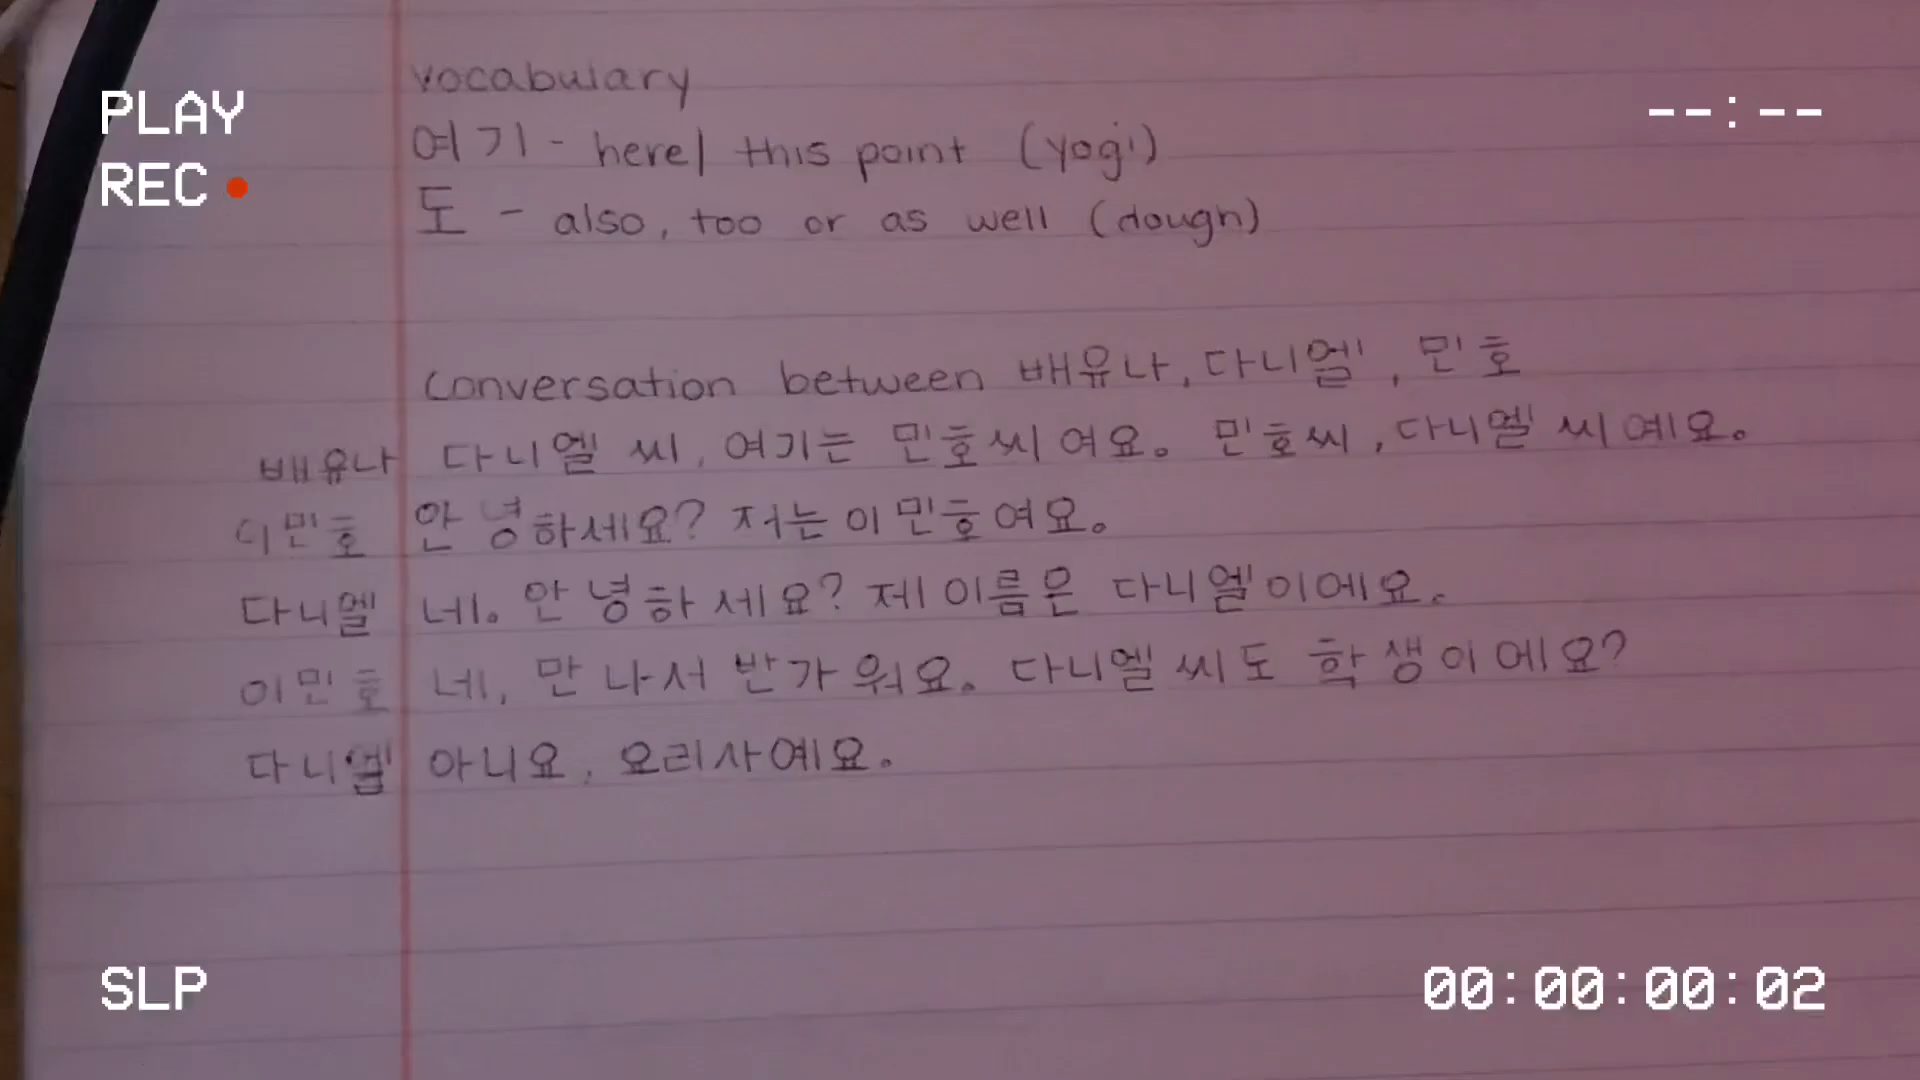 PLAY
--:--
REC
vocabulary
여기 - here| this point (yogi)
도 - also, too or as well (dough)
conversation between 배유나, 다니엘, 민호
배유나 다니엘 씨, 여기는 민호씨여요. 민호씨, 다니엘 씨예요.
이민호 안녕하세요? 저는 이민호여요.
다니엘 네. 안녕하세요? 제 이름은 다니엘이에요.
이민호 네, 만나서 반가워요. 다니엘 씨도 학생이에요?
다니엘 아니요, 요리사예요.
SLP
00:00:00:02